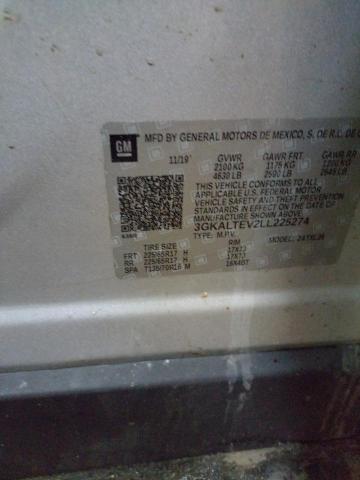 GM
MFD BY GENERAL MOTORS DE MEXICO, S. DE R.L. DE C
11/19 GVWR GAWR FRT GAWR RR
2100 KG 1175 KG 1200 KG
4630 LB 2590 LB 2645 LB
THIS VEHICLE CONFORMS TO ALL
APPLICABLE U.S. FEDERAL MOTOR
VEHICLE SAFETY AND THEFT PREVENTION
STANDARDS IN EFFECT ON THE DATE OF
MANUFACTURE SHOWN ABOVE.
3GKALTEV2LL225274
TYPE: M.P.V. MODEL:
TIRE SIZE RIM
FRT 225/65R17 H 17X7J
RR 225/65R17 H 17X7J
SPA T135/70R16 M 16X4BT